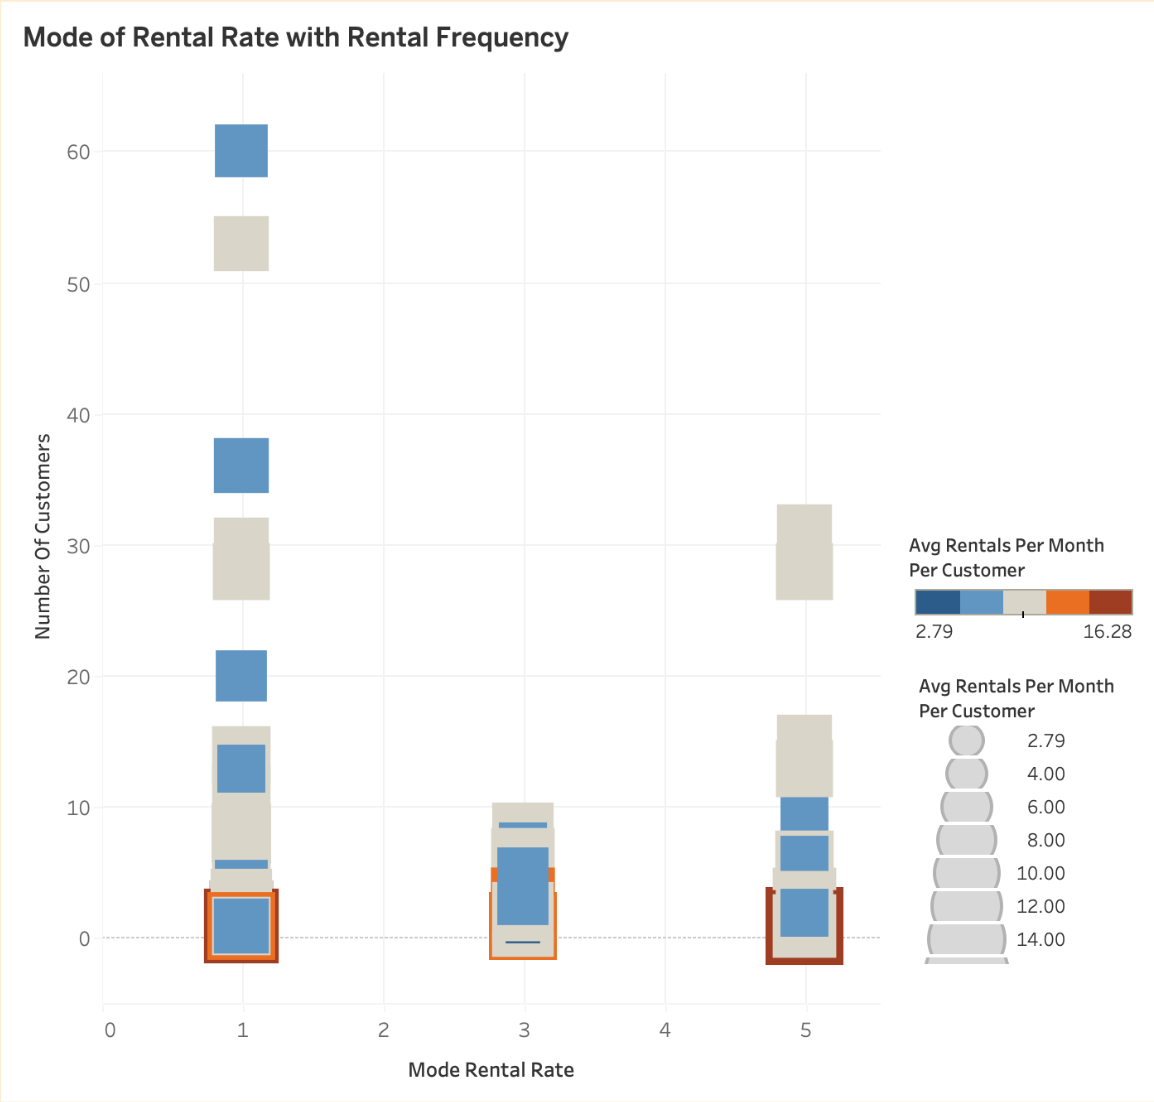 Mode of Rental Rate with Rental Frequency
60
50
40
30
20
10
0
Number Of Customers
0 1 2 3 4 5
Mode Rental Rate
Avg Rentals Per Month
Per Customer
2.79 16.28
Avg Rentals Per Month
Per Customer
2.79
4.00
6.00
8.00
10.00
12.00
14.00